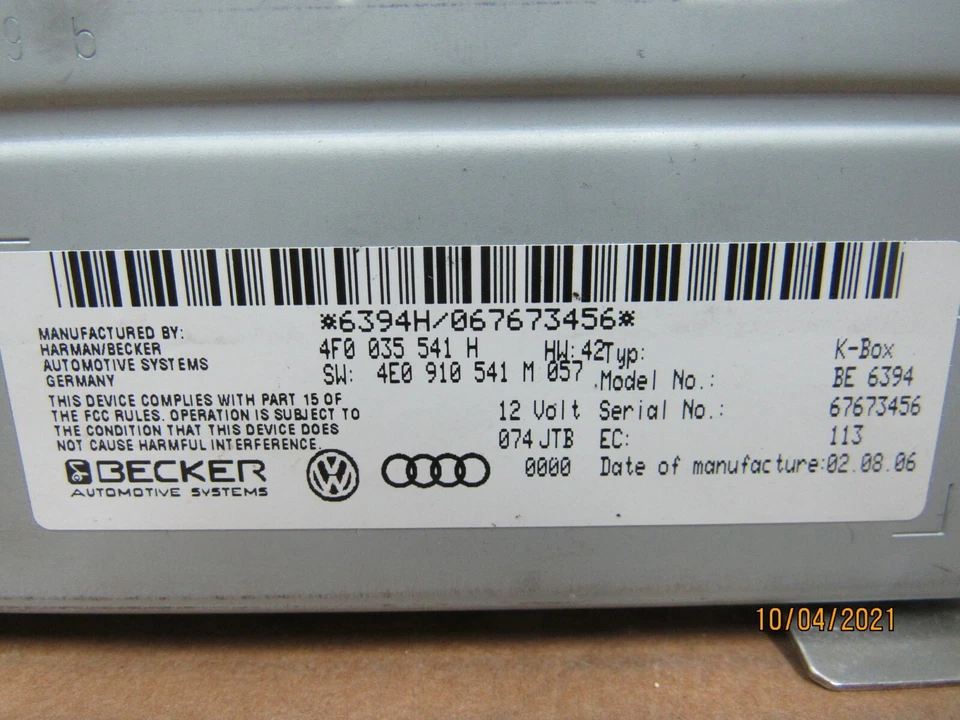 9 b
*6394H/067673456*
MANUFACTURED BY:
HARMAN/BECKER
AUTOMOTIVE SYSTEMS
GERMANY
THIS DEVICE COMPLIES WITH PART 15 OF
THE FCC RULES. OPERATION IS SUBJECT TO
THE CONDITION THAT THIS DEVICE DOES
NOT CAUSE HARMFUL INTERFERENCE.
BECKER
AUTOMOTIVE SYSTEMS
4F0 035 541 H HW:42
SW: 4E0 910 541 M 057
12 Volt
074 JTB
0000
Typ: K-Box
Model No.: BE 6394
Serial No.: 67673456
EC: 113
Date of manufacture:02.08.06
10/04/2021